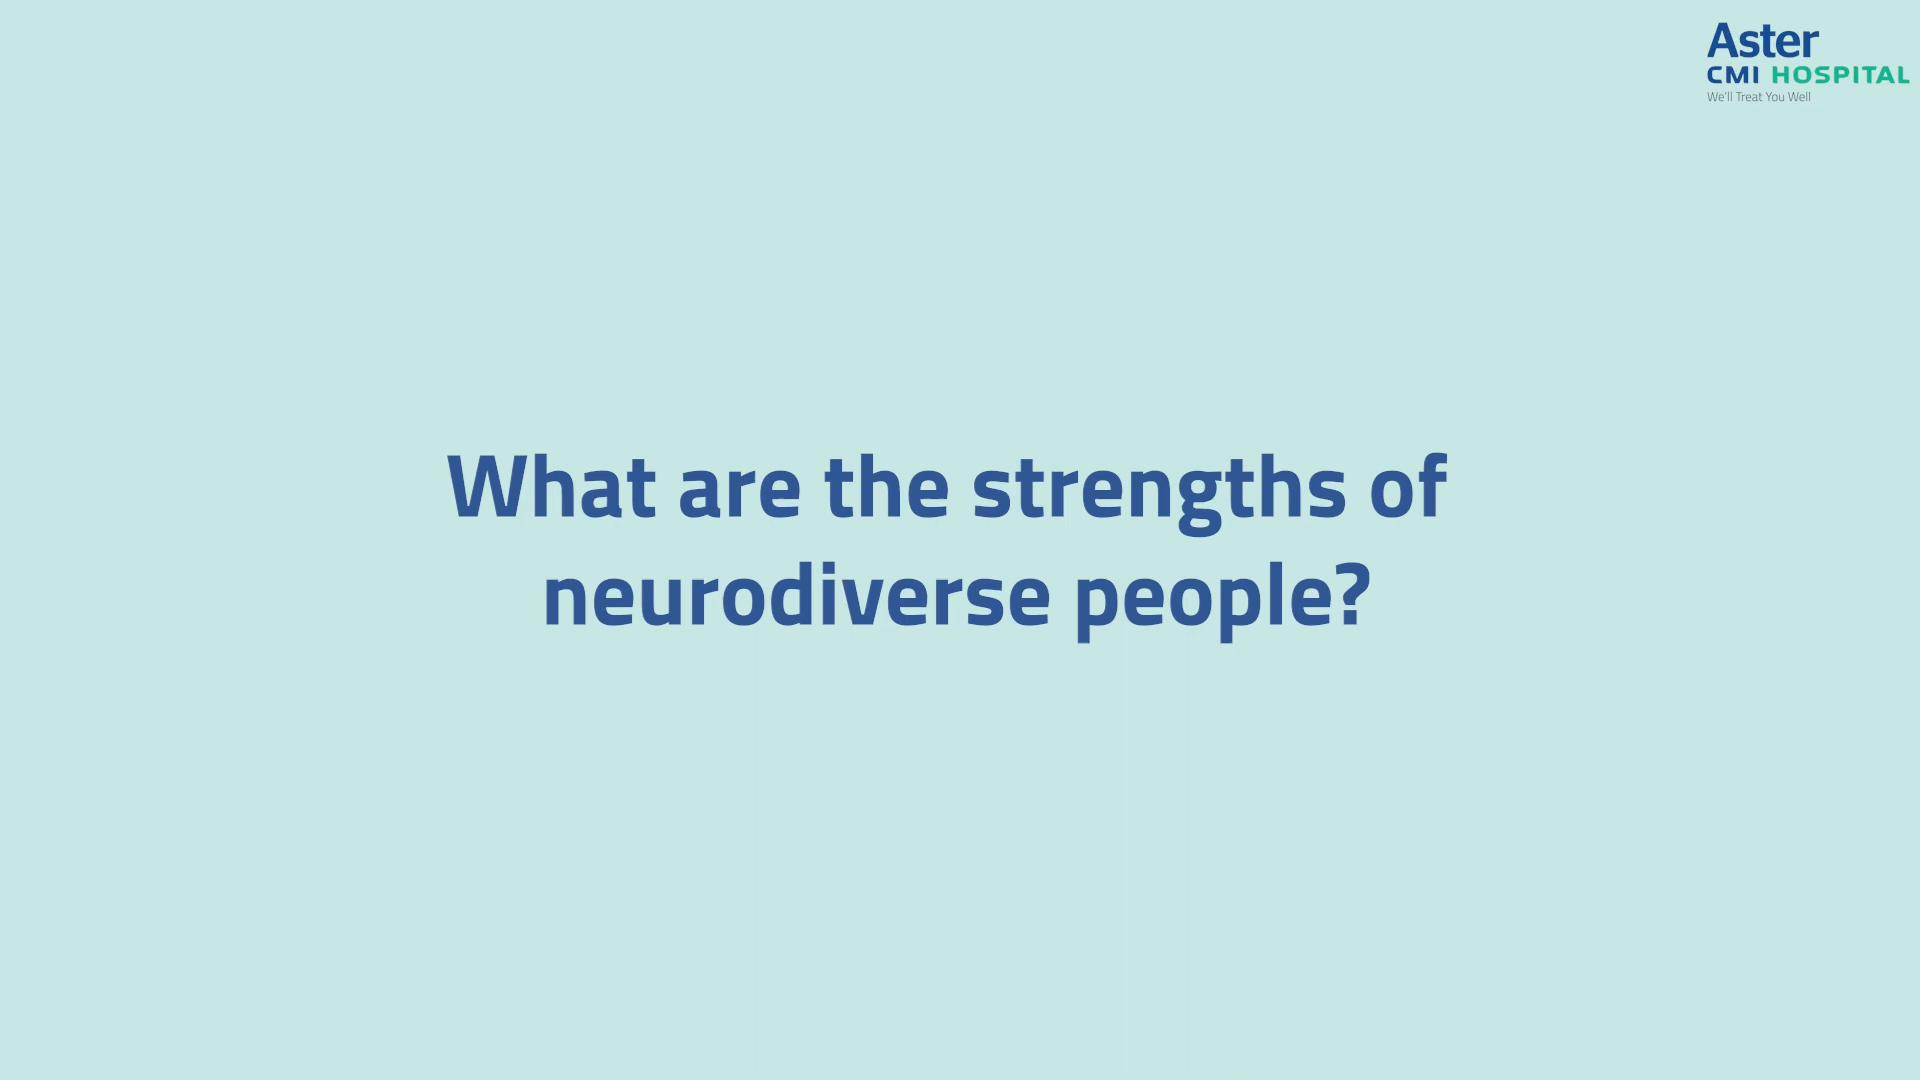 Aster
CMI HOSPITAL
We'll Treat You Well
What are the strengths of
neurodiverse people?